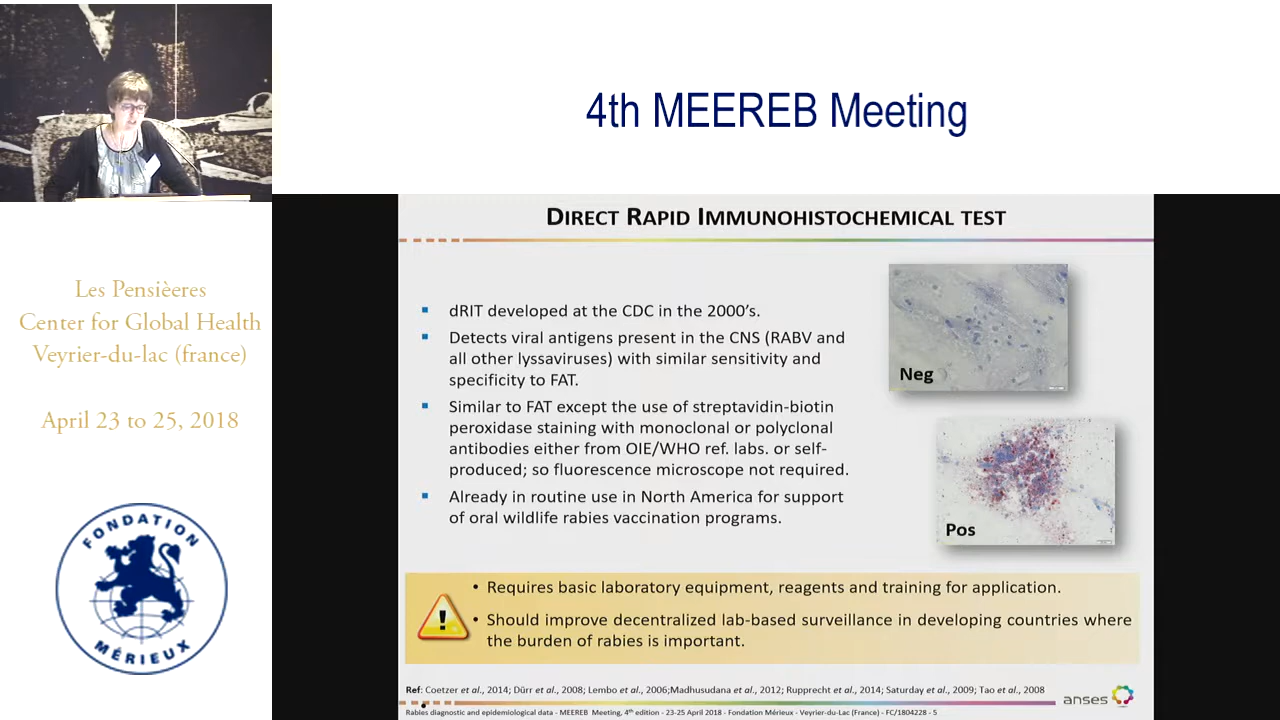 4th MEEREB Meeting
Les Pensièeres
Center for Global Health
Veyrier-du-lac (france)
April 23 to 25, 2018
FONDATION
MÉRIEUX
DIRECT RAPID IMMUNOHISTOCHEMICAL TEST
▪ dRIT developed at the CDC in the 2000’s.
▪ Detects viral antigens present in the CNS (RABV and
all other lyssaviruses) with similar sensitivity and
specificity to FAT.
▪ Similar to FAT except the use of streptavidin-biotin
peroxidase staining with monoclonal or polyclonal
antibodies either from OIE/WHO ref. labs. or self-
produced; so fluorescence microscope not required.
▪ Already in routine use in North America for support
of oral wildlife rabies vaccination programs.
Neg
Pos
• Requires basic laboratory equipment, reagents and training for application.
• Should improve decentralized lab-based surveillance in developing countries where
the burden of rabies is important.
Ref: Coetzer et al., 2014; Dürr et al., 2008; Lembo et al., 2006;Madhusudana et al., 2012; Rupprecht et al., 2014; Saturday et al., 2009; Tao et al., 2008
anses
Rabies diagnostic and epidemiological data - MEEREB Meeting, 4th edition - 23-25 April 2018 - Fondation Mérieux - Veyrier-du-Lac (France) - FC/1804228 - 5